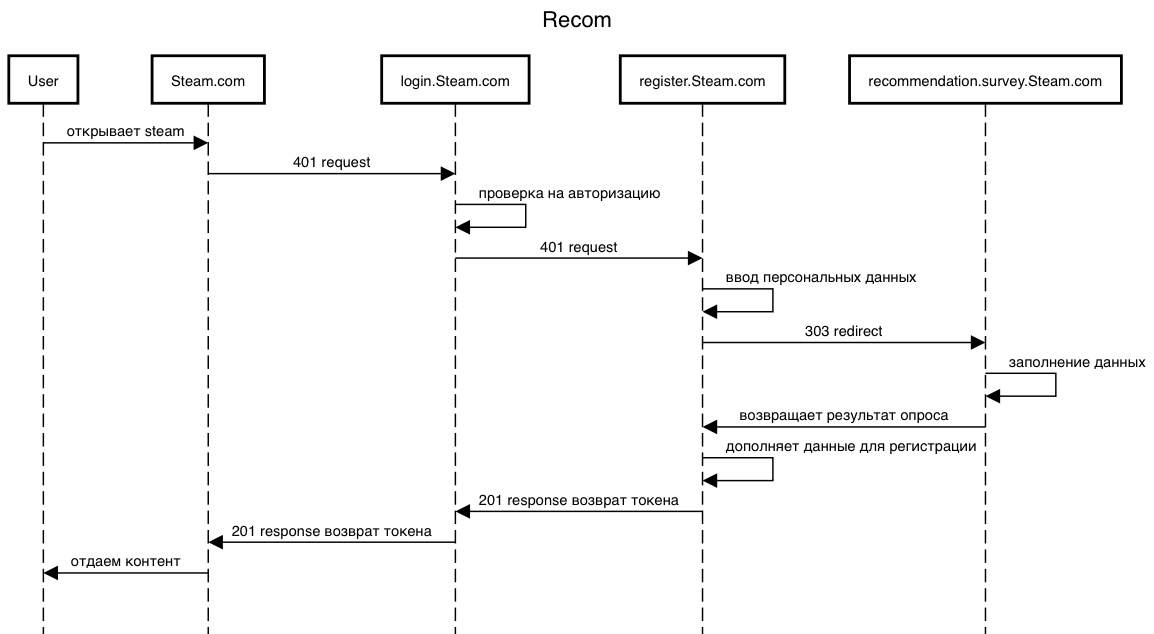 Recom
User
Steam.com
login.Steam.com
register.Steam.com
recommendation.survey.Steam.com
открывает steam
401 request
проверка на авторизацию
401 request
ввод персональных данных
303 redirect
заполнение данных
возвращает результат опроса
дополняет данные для регистрации
201 response возврат токена
201 response возврат токена
отдаем контент